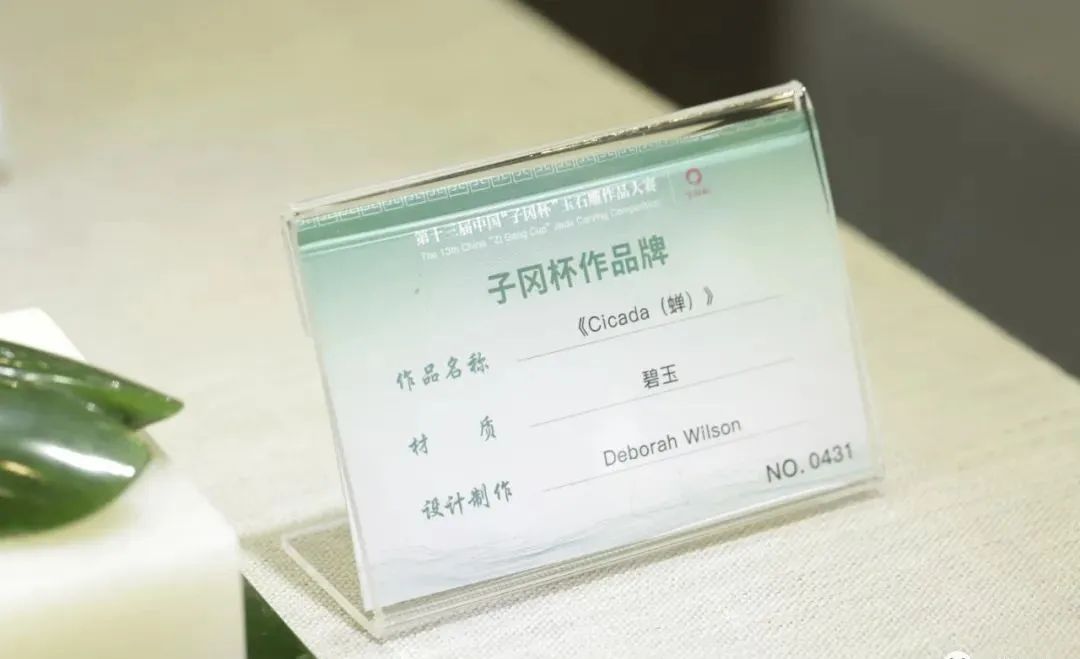 第十三届中国“子冈杯”玉石雕作品大赛
The 13th China "Zi Gang Cup" Jade Carving Competition
子冈杯作品牌
作品名称 《Cicada（蝉）》
材 质 碧玉
设计制作 Deborah Wilson
NO. 0431